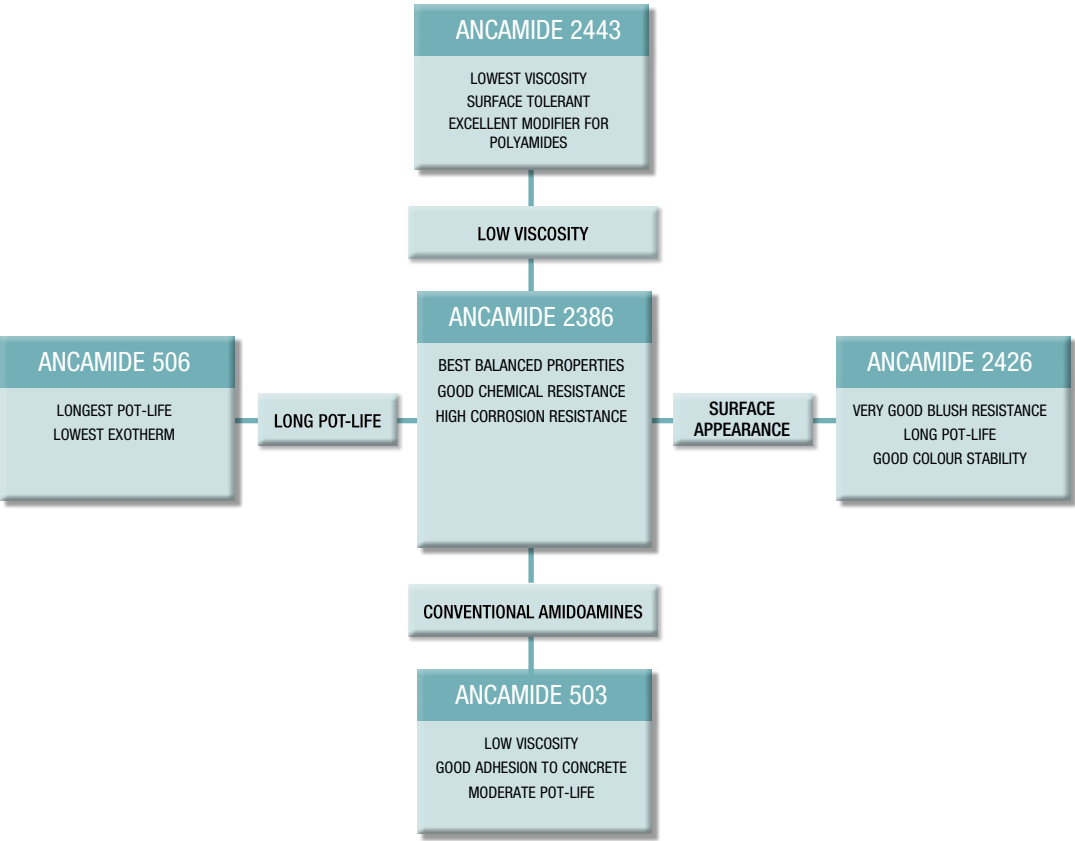 ANCAMIDE 2443
LOWEST VISCOSITY
SURFACE TOLERANT
EXCELLENT MODIFIER FOR
POLYAMIDES
LOW VISCOSITY
ANCAMIDE 2386
BEST BALANCED PROPERTIES
GOOD CHEMICAL RESISTANCE
HIGH CORROSION RESISTANCE
ANCAMIDE 506
LONGEST POT-LIFE
LOWEST EXOTHERM
LONG POT-LIFE
SURFACE
APPEARANCE
ANCAMIDE 2426
VERY GOOD BLUSH RESISTANCE
LONG POT-LIFE
GOOD COLOUR STABILITY
CONVENTIONAL AMIDOAMINES
ANCAMIDE 503
LOW VISCOSITY
GOOD ADHESION TO CONCRETE
MODERATE POT-LIFE